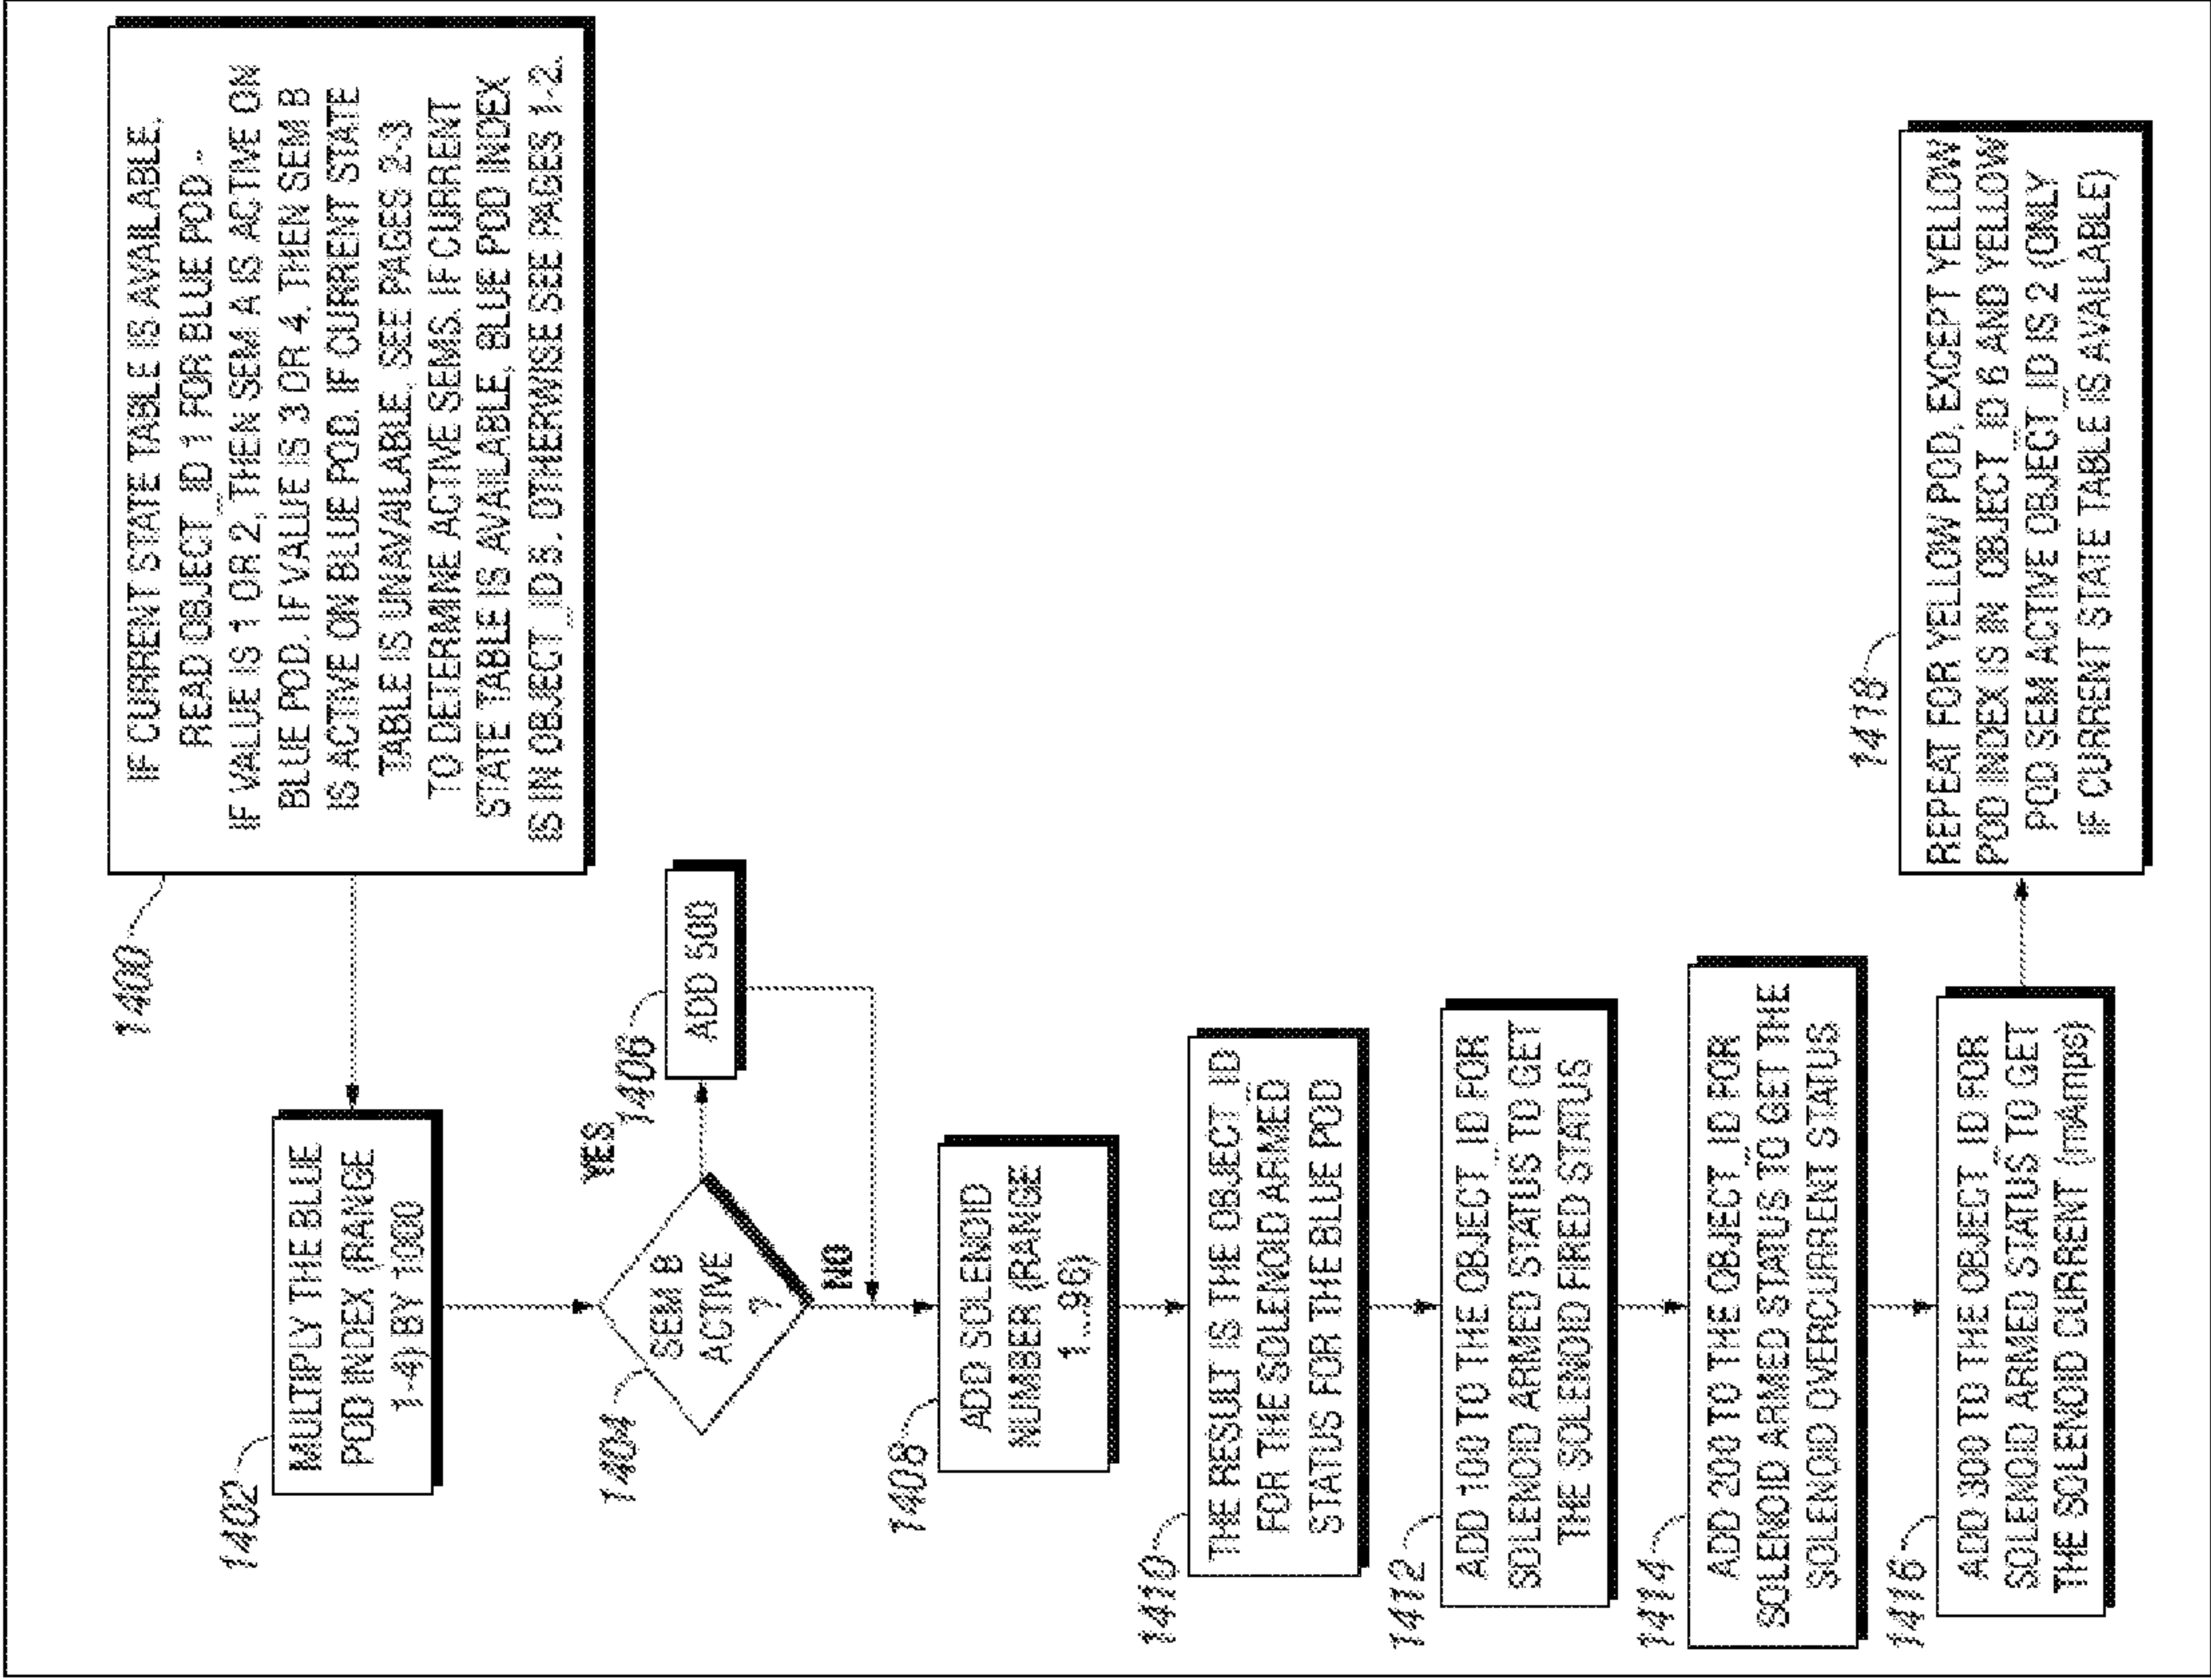 1400
IF CURRENT STATE TABLE IS AVAILABLE,
READ OBJECT_ID 1 FOR BLUE POD -
IF VALUE IS 1 OR 2, THEN SEM A IS ACTIVE ON
BLUE POD. IF VALUE IS 3 OR 4, THEN SEM B
IS ACTIVE ON BLUE POD. IF CURRENT STATE
TABLE IS UNAVAILABLE, SEE PAGES 2-3
TO DETERMINE ACTIVE SEMS. IF CURRENT
STATE TABLE IS AVAILABLE, BLUE POD INDEX
IS IN OBJECT_ID 5. OTHERWISE SEE PAGES 1-2.
1402
MULTIPLY THE BLUE
POD INDEX (RANGE
1-4) BY 1000
1404
SEM B
ACTIVE
?
YES
NO
1406
ADD 500
1408
ADD SOLENOID
NUMBER (RANGE
1...96)
1410
THE RESULT IS THE OBJECT_ID
FOR THE SOLENOID ARMED
STATUS FOR THE BLUE POD
1412
ADD 100 TO THE OBJECT_ID FOR
SOLENOID ARMED STATUS TO GET
THE SOLENOID FIRED STATUS
1414
ADD 200 TO THE OBJECT_ID FOR
SOLENOID ARMED STATUS TO GET THE
SOLENOID OVERCURRENT STATUS
1416
ADD 300 TO THE OBJECT_ID FOR
SOLENOID ARMED STATUS TO GET
THE SOLENOID CURRENT (mAmps)
1418
REPEAT FOR YELLOW POD, EXCEPT YELLOW
POD INDEX IS IN OBJECT_ID 6 AND YELLOW
POD SEM ACTIVE OBJECT_ID IS 2 (ONLY
IF CURRENT STATE TABLE IS AVAILABLE)